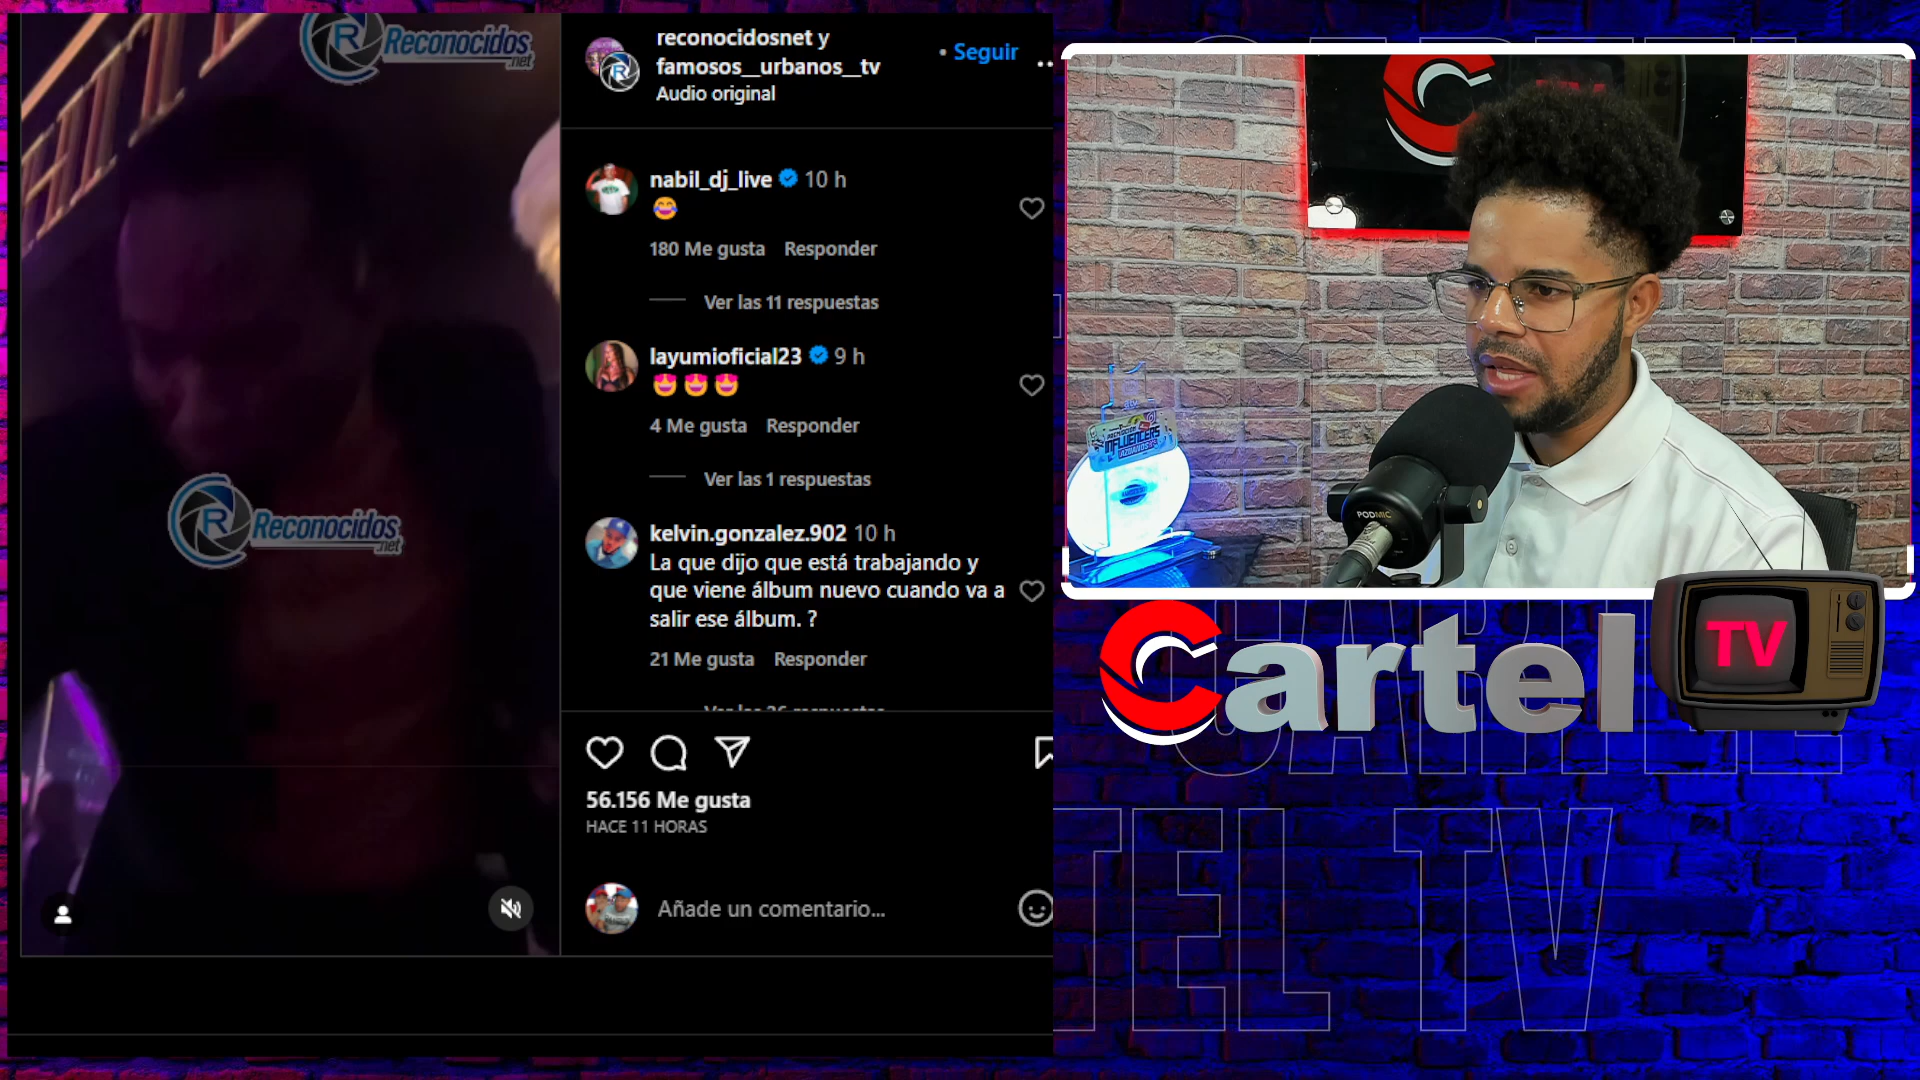 Reconocidos
.net
reconocidosnet y
famosos__urbanos__tv
Audio original
• Seguir
nabil_dj_live 10 h
😂
180 Me gusta Responder
Ver las 11 respuestas
layumioficial23 9 h
😍😍😍
4 Me gusta Responder
Ver las 1 respuestas
kelvin.gonzalez.902 10 h
La que dijo que está trabajando y
que viene álbum nuevo cuando va a
salir ese álbum. ?
21 Me gusta Responder
Reconocidos
.net
56.156 Me gusta
HACE 11 HORAS
Añade un comentario...
INFLUENCERS
PODMIC
Cartel
TV
TEL TV